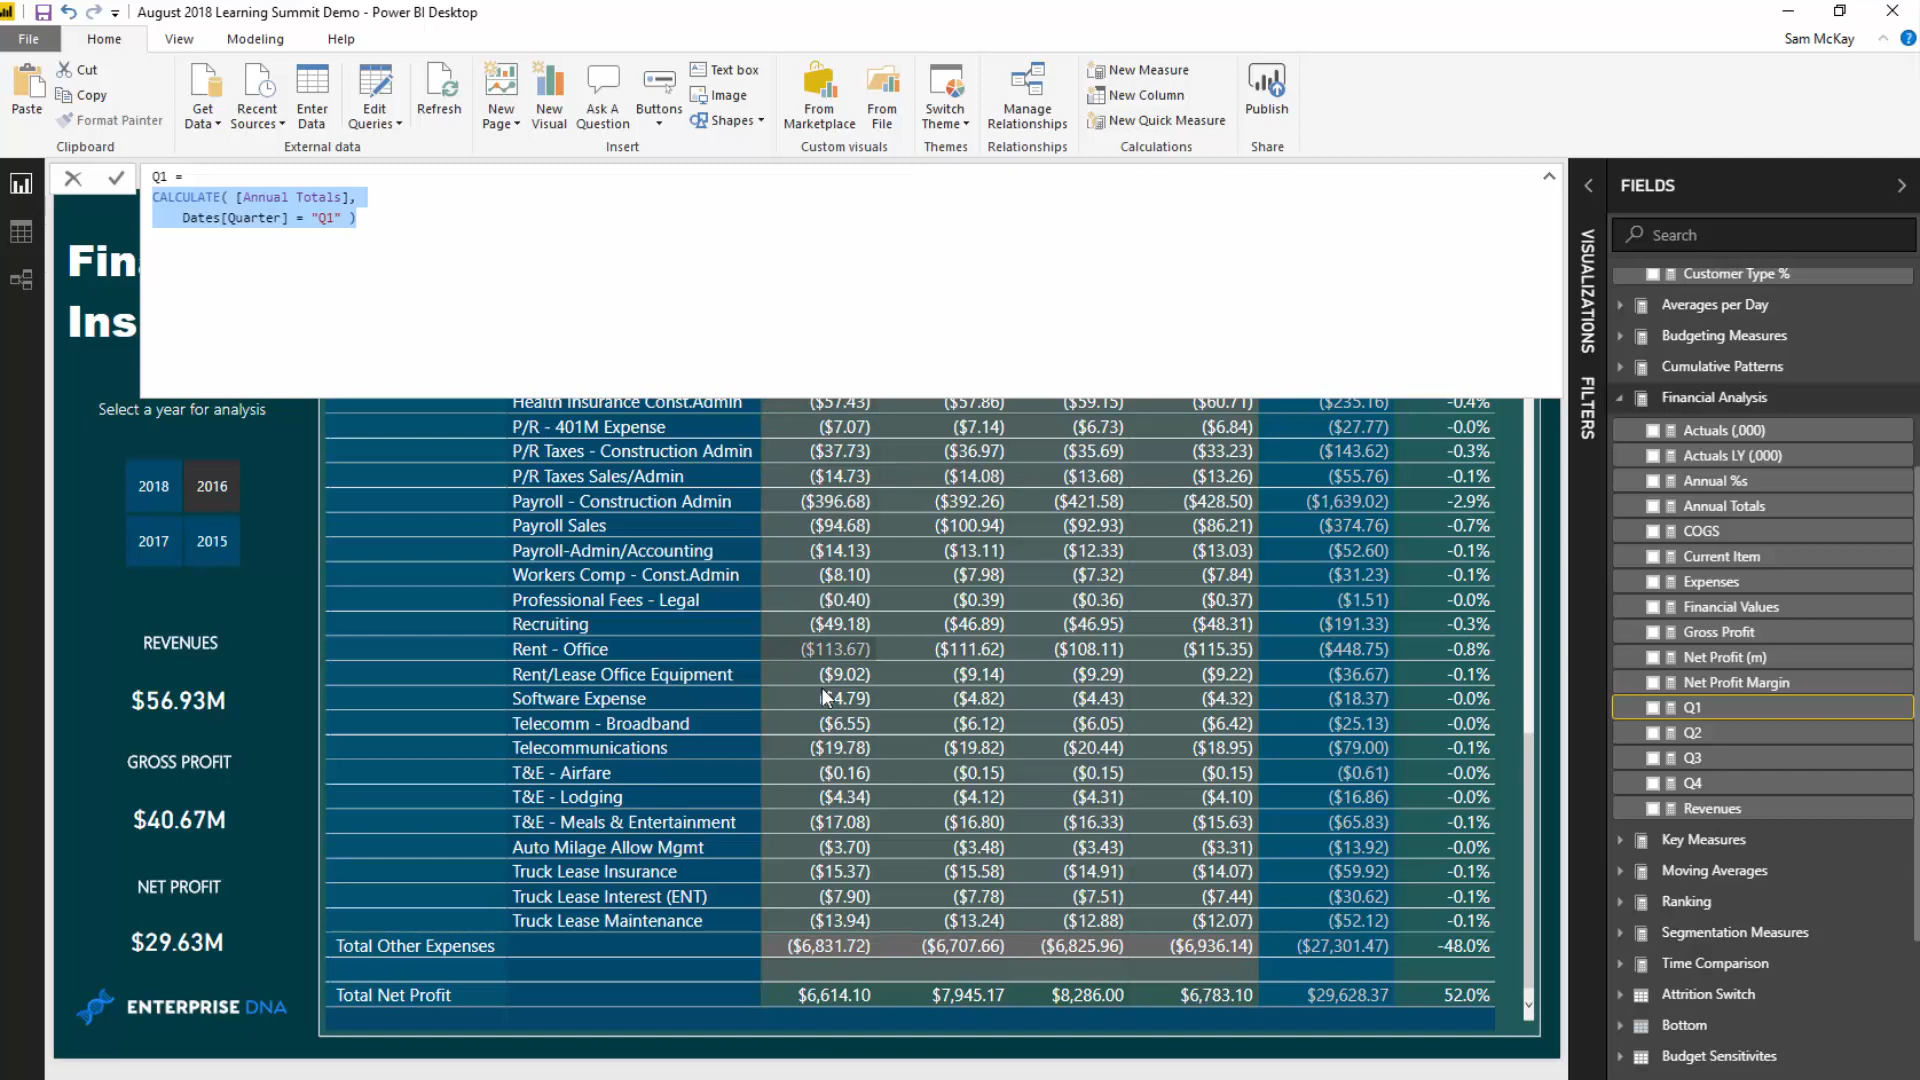 August 2018 Learning Summit Demo - Power BI Desktop
File Home View Modeling Help
Sam McKay
Paste
Cut
Copy
Format Painter
Clipboard
Get Data
Recent Sources
Enter Data
Edit Queries
Refresh
External data
New Page
New Visual
Ask A Question
Buttons
Text box
Image
Shapes
Insert
From Marketplace
From File
Custom visuals
Switch Theme
Themes
Manage Relationships
Relationships
New Measure
New Column
New Quick Measure
Calculations
Publish
Share
Q1 =
CALCULATE( [Annual Totals],
Dates[Quarter] = "Q1" )
Fin
Ins
Select a year for analysis
2018 2016
2017 2015
REVENUES
$56.93M
GROSS PROFIT
$40.67M
NET PROFIT
$29.63M
ENTERPRISE DNA
Health Insurance Const.Admin ($57.43) ($57.86) ($59.15) ($60.71) ($235.16) -0.4%
P/R - 401M Expense ($7.07) ($7.14) ($6.73) ($6.84) ($27.77) -0.0%
P/R Taxes - Construction Admin ($37.73) ($36.97) ($35.69) ($33.23) ($143.62) -0.3%
P/R Taxes Sales/Admin ($14.73) ($14.08) ($13.68) ($13.26) ($55.76) -0.1%
Payroll - Construction Admin ($396.68) ($392.26) ($421.58) ($428.50) ($1,639.02) -2.9%
Payroll Sales ($94.68) ($100.94) ($92.93) ($86.21) ($374.76) -0.7%
Payroll-Admin/Accounting ($14.13) ($13.11) ($12.33) ($13.03) ($52.60) -0.1%
Workers Comp - Const.Admin ($8.10) ($7.98) ($7.32) ($7.84) ($31.23) -0.1%
Professional Fees - Legal ($0.40) ($0.39) ($0.36) ($0.37) ($1.51) -0.0%
Recruiting ($49.18) ($46.89) ($46.95) ($48.31) ($191.33) -0.3%
Rent - Office ($113.67) ($111.62) ($108.11) ($115.35) ($448.75) -0.8%
Rent/Lease Office Equipment ($9.02) ($9.14) ($9.29) ($9.22) ($36.67) -0.1%
Software Expense ($4.79) ($4.82) ($4.43) ($4.32) ($18.37) -0.0%
Telecomm - Broadband ($6.55) ($6.12) ($6.05) ($6.42) ($25.13) -0.0%
Telecommunications ($19.78) ($19.82) ($20.44) ($18.95) ($79.00) -0.1%
T&E - Airfare ($0.16) ($0.15) ($0.15) ($0.15) ($0.61) -0.0%
T&E - Lodging ($4.34) ($4.12) ($4.31) ($4.10) ($16.86) -0.0%
T&E - Meals & Entertainment ($17.08) ($16.80) ($16.33) ($15.63) ($65.83) -0.1%
Auto Milage Allow Mgmt ($3.70) ($3.48) ($3.43) ($3.31) ($13.92) -0.0%
Truck Lease Insurance ($15.37) ($15.58) ($14.91) ($14.07) ($59.92) -0.1%
Truck Lease Interest (ENT) ($7.90) ($7.78) ($7.51) ($7.44) ($30.62) -0.1%
Truck Lease Maintenance ($13.94) ($13.24) ($12.88) ($12.07) ($52.12) -0.1%
Total Other Expenses ($6,831.72) ($6,707.66) ($6,825.96) ($6,936.14) ($27,301.47) -48.0%
Total Net Profit $6,614.10 $7,945.17 $8,286.00 $6,783.10 $29,628.37 52.0%
VISUALIZATIONS
FILTERS
FIELDS
Search
Customer Type %
Averages per Day
Budgeting Measures
Cumulative Patterns
Financial Analysis
Actuals (,000)
Actuals LY (,000)
Annual %s
Annual Totals
COGS
Current Item
Expenses
Financial Values
Gross Profit
Net Profit (m)
Net Profit Margin
Q1
Q2
Q3
Q4
Revenues
Key Measures
Moving Averages
Ranking
Segmentation Measures
Time Comparison
Attrition Switch
Bottom
Budget Sensitivites